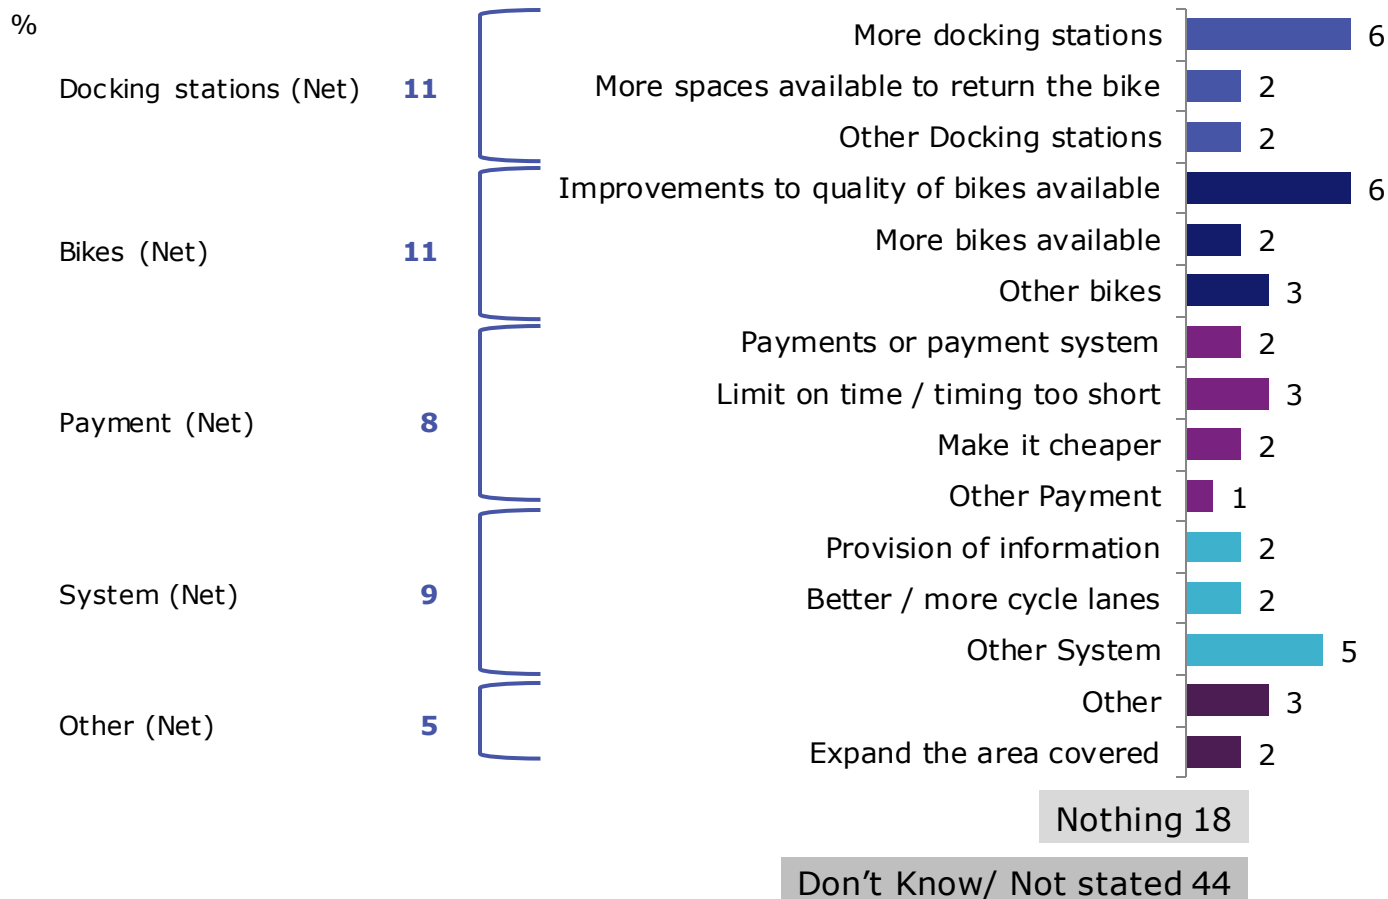 %
More docking stations 6
Docking stations (Net) 11
More spaces available to return the bike 2
Other Docking stations 2
Improvements to quality of bikes available 6
Bikes (Net) 11
More bikes available 2
Other bikes 3
Payments or payment system 2
Limit on time / timing too short 3
Payment (Net) 8
Make it cheaper 2
Other Payment 1
Provision of information 2
System (Net) 9
Better / more cycle lanes 2
Other System 5
Other 3
Other (Net) 5
Expand the area covered 2
Nothing 18
Don't Know/ Not stated 44